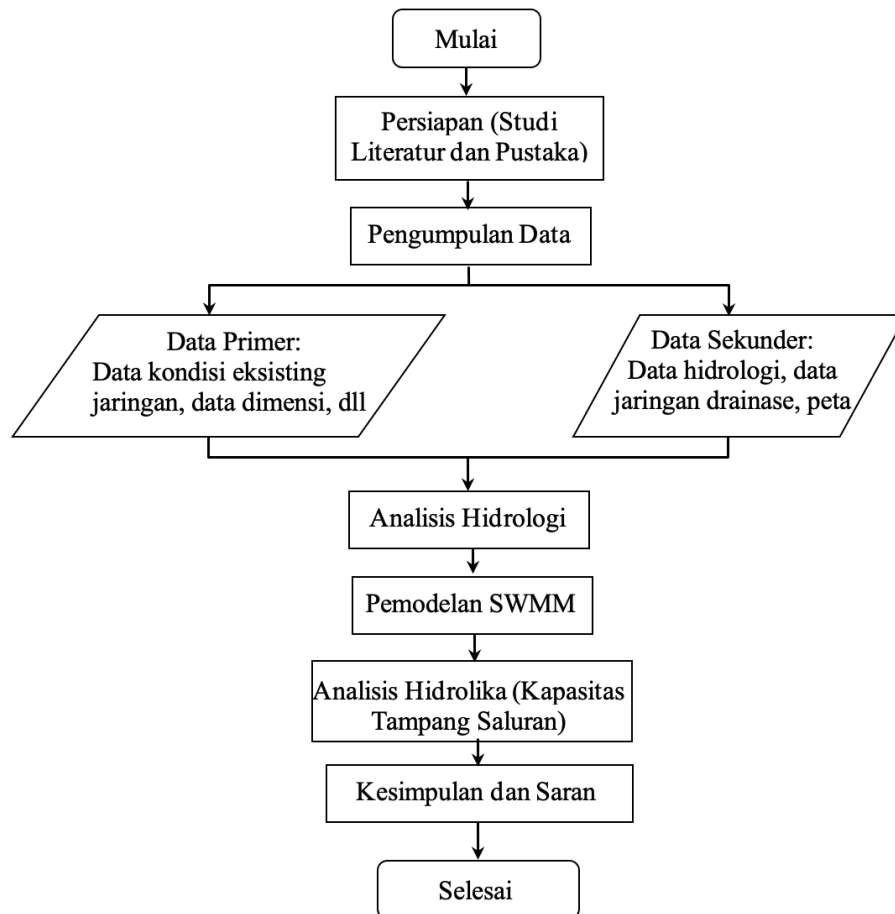 Mulai
Persiapan (Studi
Literatur dan Pustaka)
Pengumpulan Data
Data Primer:
Data kondisi eksisting
jaringan, data dimensi, dll
Data Sekunder:
Data hidrologi, data
jaringan drainase, peta
Analisis Hidrologi
Pemodelan SWMM
Analisis Hidrolika (Kapasitas
Tampang Saluran)
Kesimpulan dan Saran
Selesai